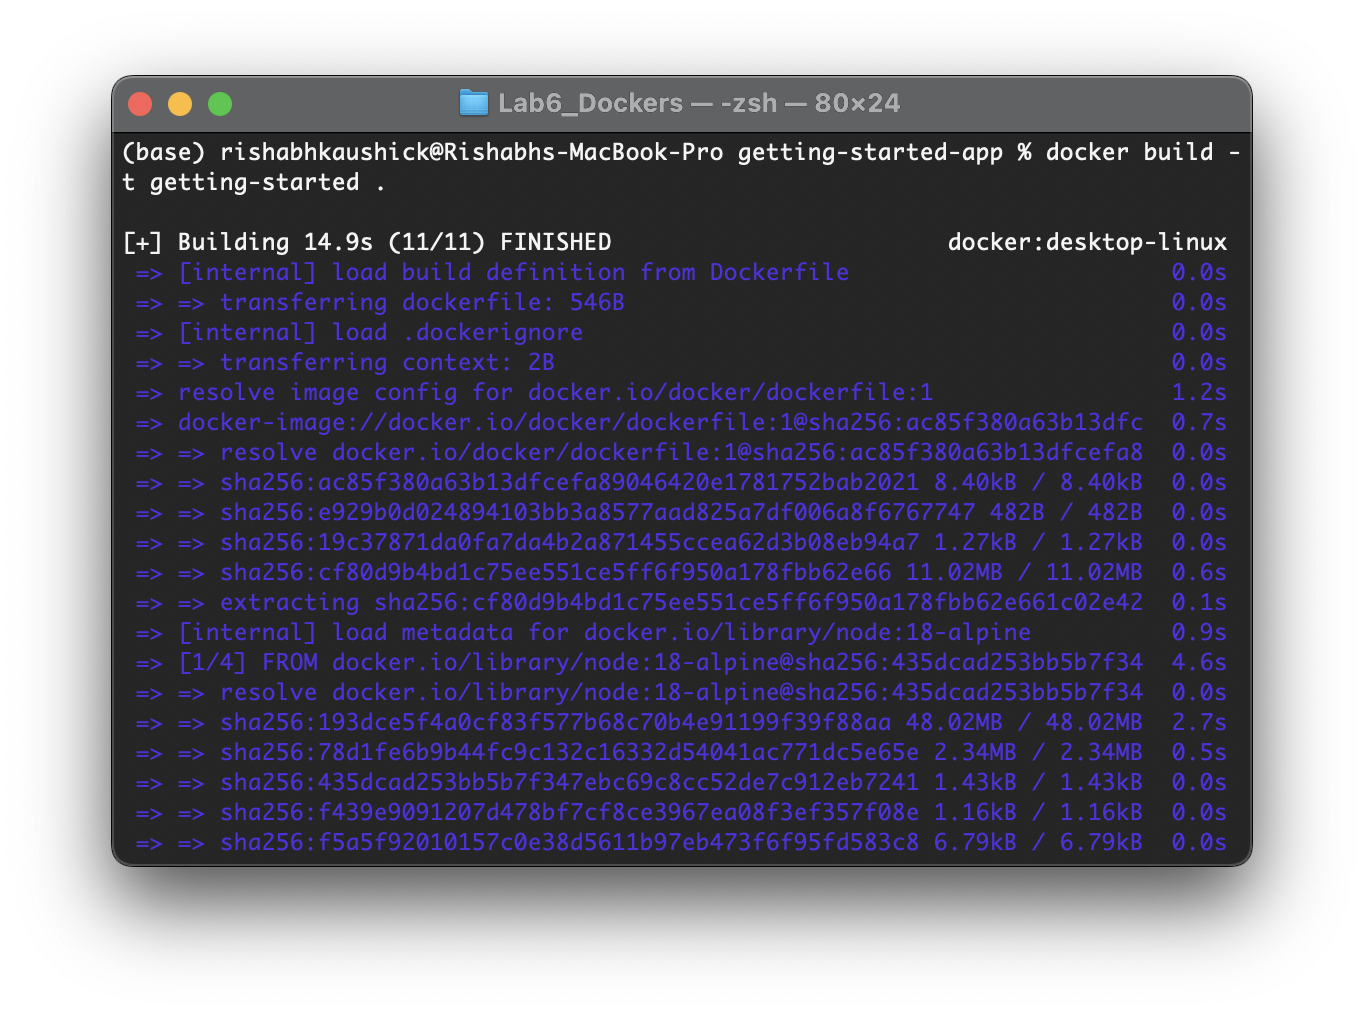 Lab6_Dockers — -zsh — 80×24
(base) rishabhkaushick@Rishabhs-MacBook-Pro getting-started-app % docker build -
t getting-started .
[+] Building 14.9s (11/11) FINISHED docker:desktop-linux
=> [internal] load build definition from Dockerfile 0.0s
=> => transferring dockerfile: 546B 0.0s
=> [internal] load .dockerignore 0.0s
=> => transferring context: 2B 0.0s
=> resolve image config for docker.io/docker/dockerfile:1 1.2s
=> docker-image://docker.io/docker/dockerfile:1@sha256:ac85f380a63b13dfc 0.7s
=> => resolve docker.io/docker/dockerfile:1@sha256:ac85f380a63b13dfcefa8 0.0s
=> => sha256:ac85f380a63b13dfcefa89046420e1781752bab2021 8.40kB / 8.40kB 0.0s
=> => sha256:e929b0d024894103bb3a8577aad825a7df006a8f6767747 482B / 482B 0.0s
=> => sha256:19c37871da0fa7da4b2a871455ccea62d3b08eb94a7 1.27kB / 1.27kB 0.0s
=> => sha256:cf80d9b4bd1c75ee551ce5ff6f950a178fbb62e66 11.02MB / 11.02MB 0.6s
=> => extracting sha256:cf80d9b4bd1c75ee551ce5ff6f950a178fbb62e661c02e42 0.1s
=> [internal] load metadata for docker.io/library/node:18-alpine 0.9s
=> [1/4] FROM docker.io/library/node:18-alpine@sha256:435dcad253bb5b7f34 4.6s
=> => resolve docker.io/library/node:18-alpine@sha256:435dcad253bb5b7f34 0.0s
=> => sha256:193dce5f4a0cf83f577b68c70b4e91199f39f88aa 48.02MB / 48.02MB 2.7s
=> => sha256:78d1fe6b9b44fc9c132c16332d54041ac771dc5e65e 2.34MB / 2.34MB 0.5s
=> => sha256:435dcad253bb5b7f347ebc69c8cc52de7c912eb7241 1.43kB / 1.43kB 0.0s
=> => sha256:f439e9091207d478bf7cf8ce3967ea08f3ef357f08e 1.16kB / 1.16kB 0.0s
=> => sha256:f5a5f92010157c0e38d5611b97eb473f6f95fd583c8 6.79kB / 6.79kB 0.0s